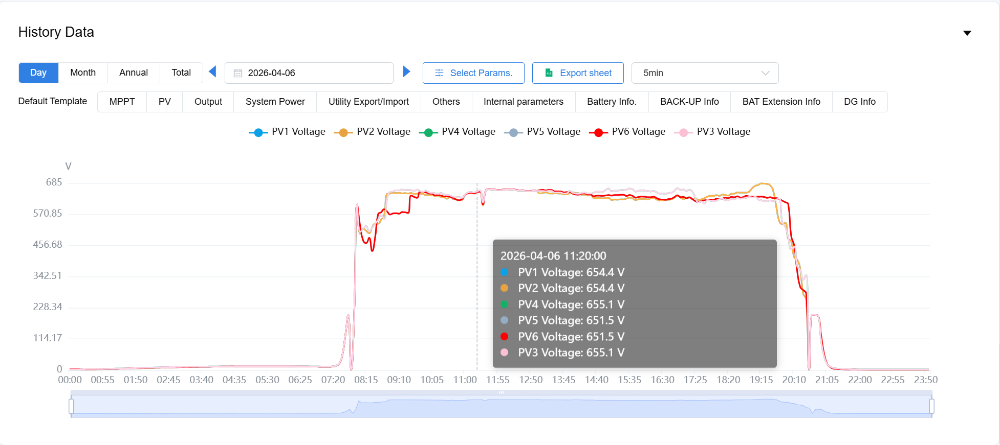 History Data
Day Month Annual Total 2026-04-06 Select Params. Export sheet 5min
Default Template MPPT PV Output System Power Utility Export/Import Others Internal parameters Battery Info. BACK-UP Info BAT Extension Info DG Info
PV1 Voltage PV2 Voltage PV4 Voltage PV5 Voltage PV6 Voltage PV3 Voltage
V
685
570.85
456.68
342.51
228.34
114.17
0
2026-04-06 11:20:00
PV1 Voltage: 654.4 V
PV2 Voltage: 654.4 V
PV4 Voltage: 655.1 V
PV5 Voltage: 651.5 V
PV6 Voltage: 651.5 V
PV3 Voltage: 655.1 V
00:00 00:55 01:50 02:45 03:40 04:35 05:30 06:25 07:20 08:15 09:10 10:05 11:00 11:55 12:50 13:45 14:40 15:35 16:30 17:25 18:20 19:15 20:10 21:05 22:00 22:55 23:50